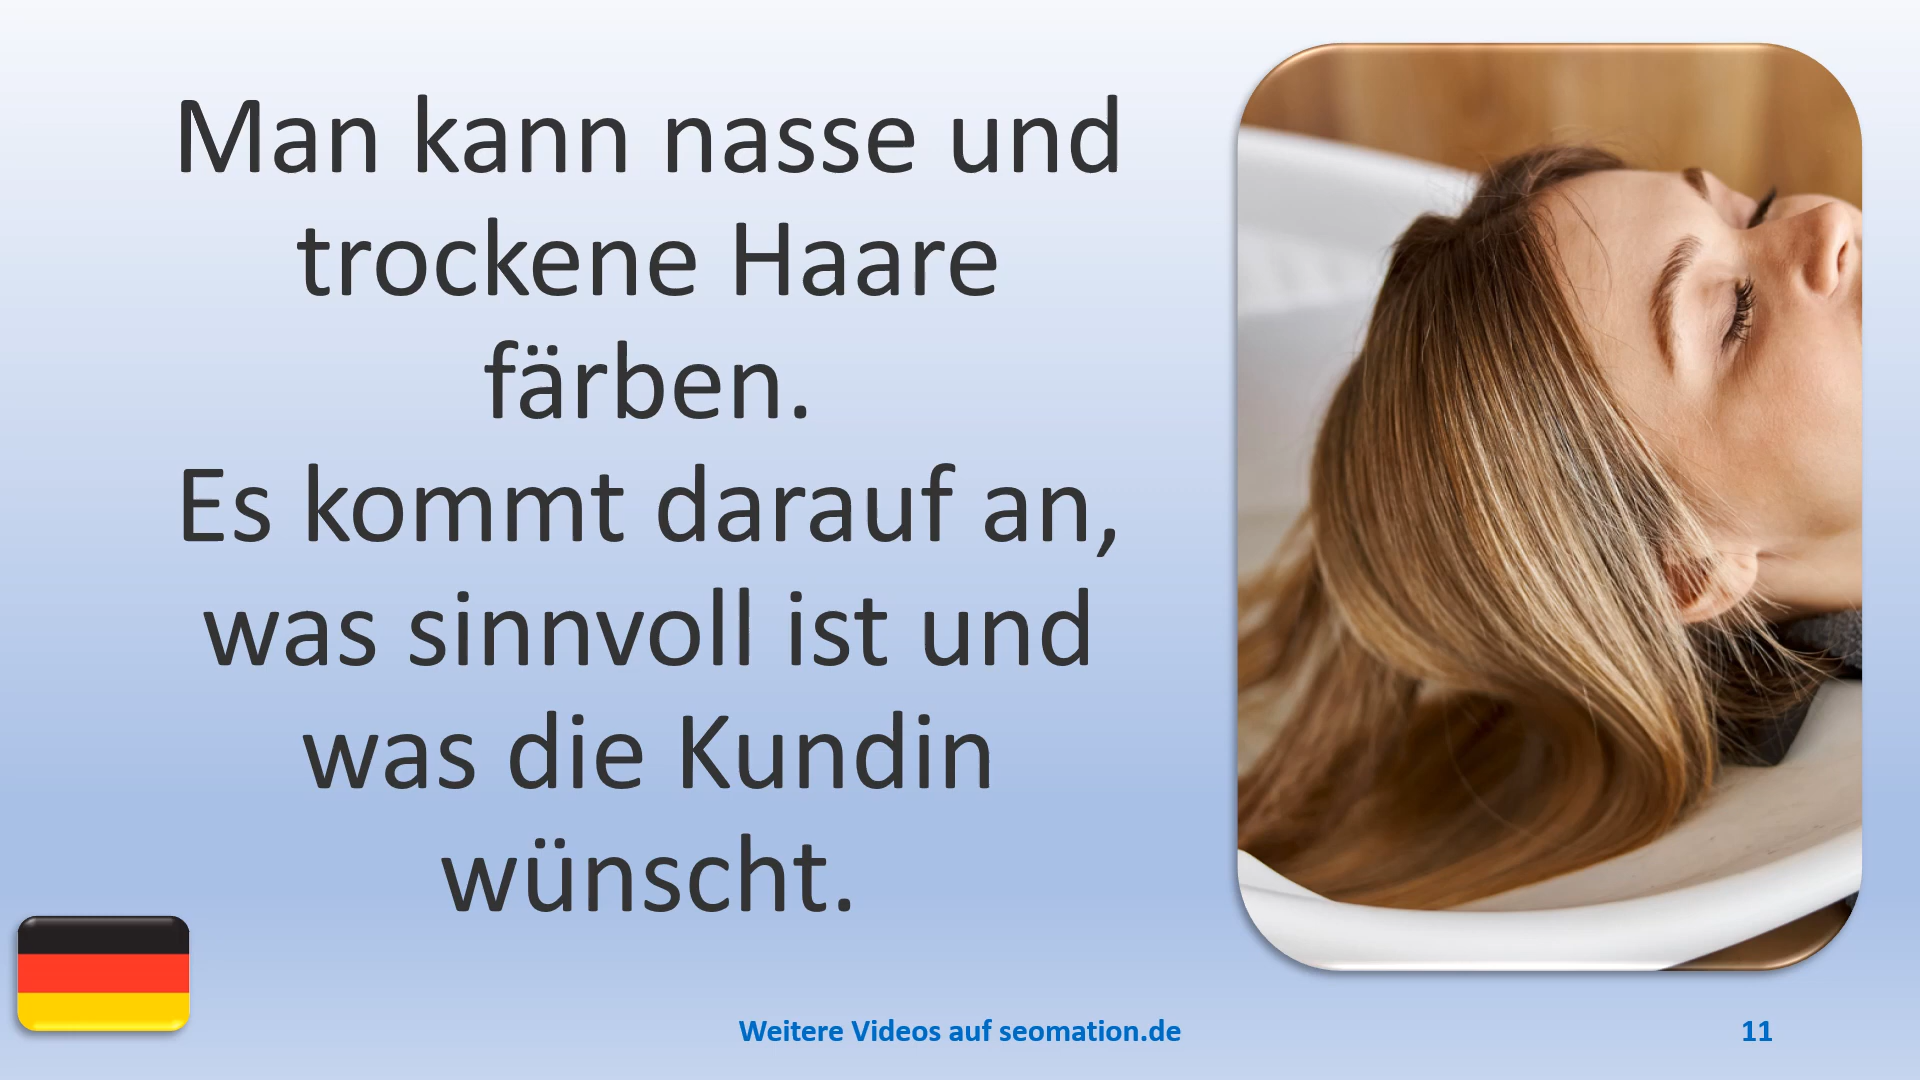 Man kann nasse und
trockene Haare
färben.
Es kommt darauf an,
was sinnvoll ist und
was die Kundin
wünscht.
Weitere Videos auf seomation.de
11